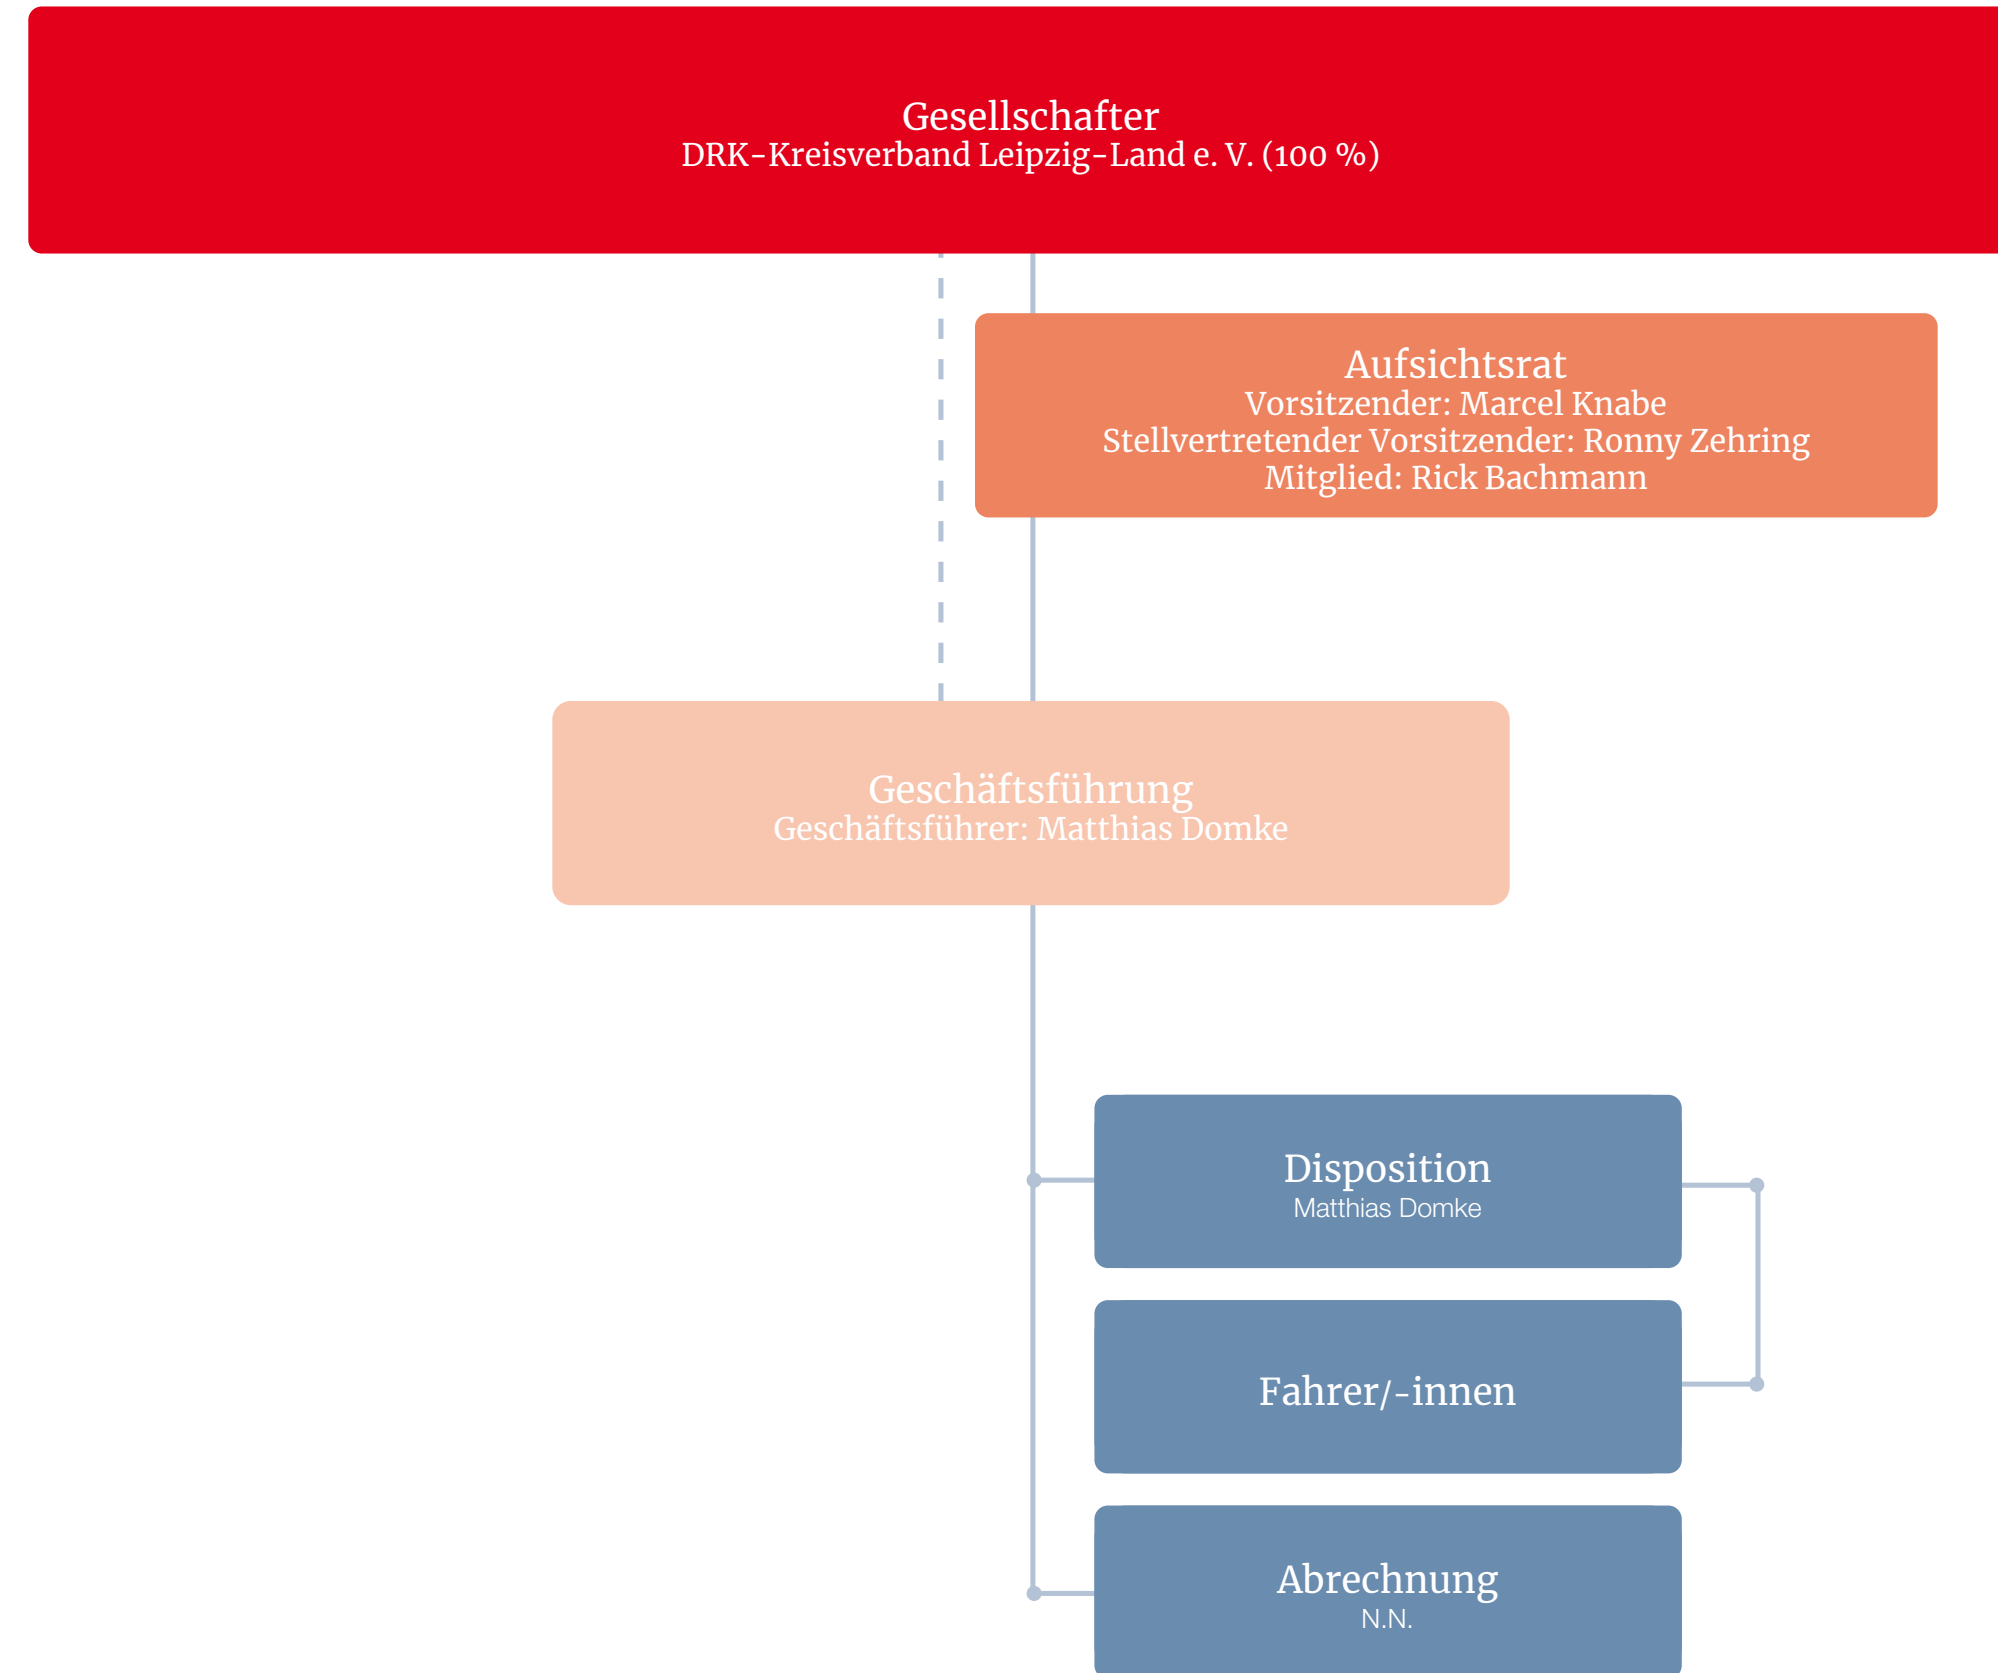 Gesellschafter
DRK-Kreisverband Leipzig-Land e. V. (100 %)
Aufsichtsrat
Vorsitzender: Marcel Knabe
Stellvertretender Vorsitzender: Ronny Zehring
Mitglied: Rick Bachmann
Geschäftsführung
Geschäftsführer: Matthias Domke
Disposition
Matthias Domke
Fahrer/-innen
Abrechnung
N.N.